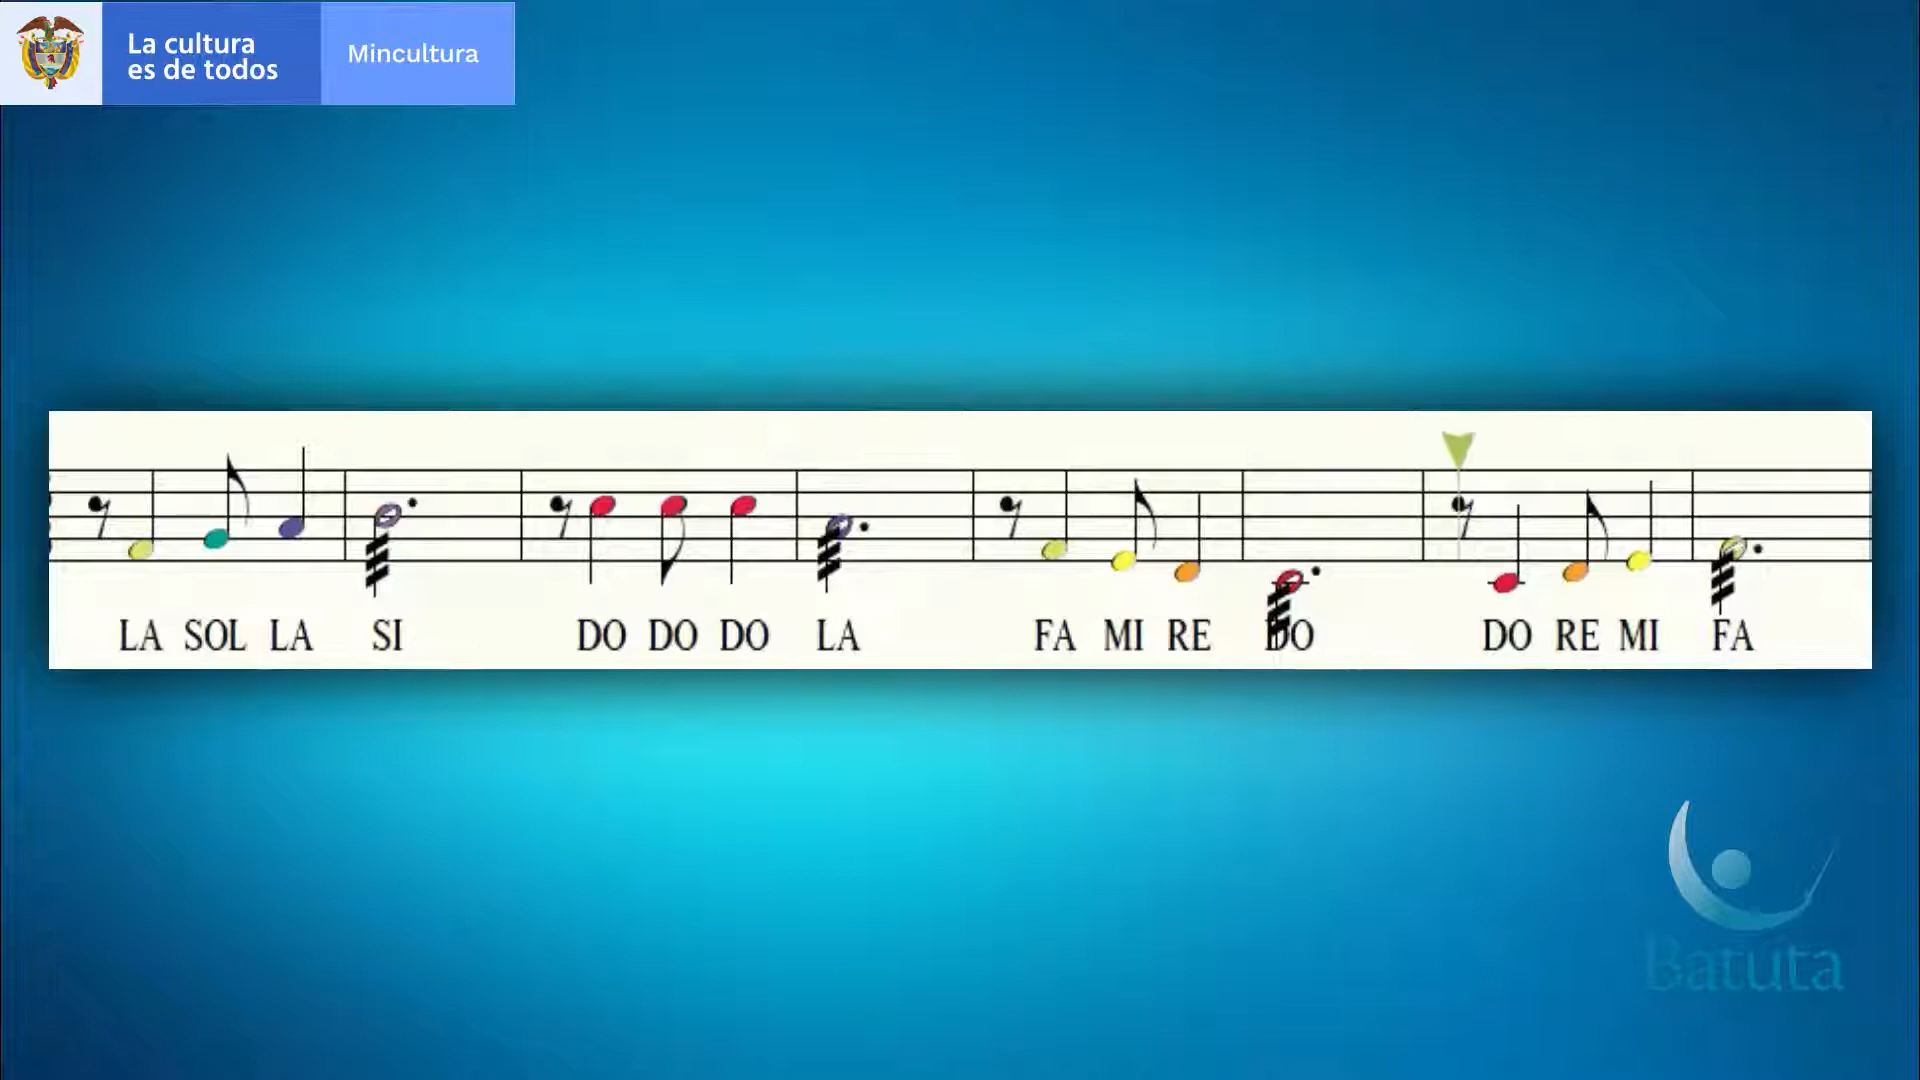 La cultura
es de todos
Mincultura
LA SOL LA SI DO DO DO LA FA MI RE DO DO RE MI FA
Batuta